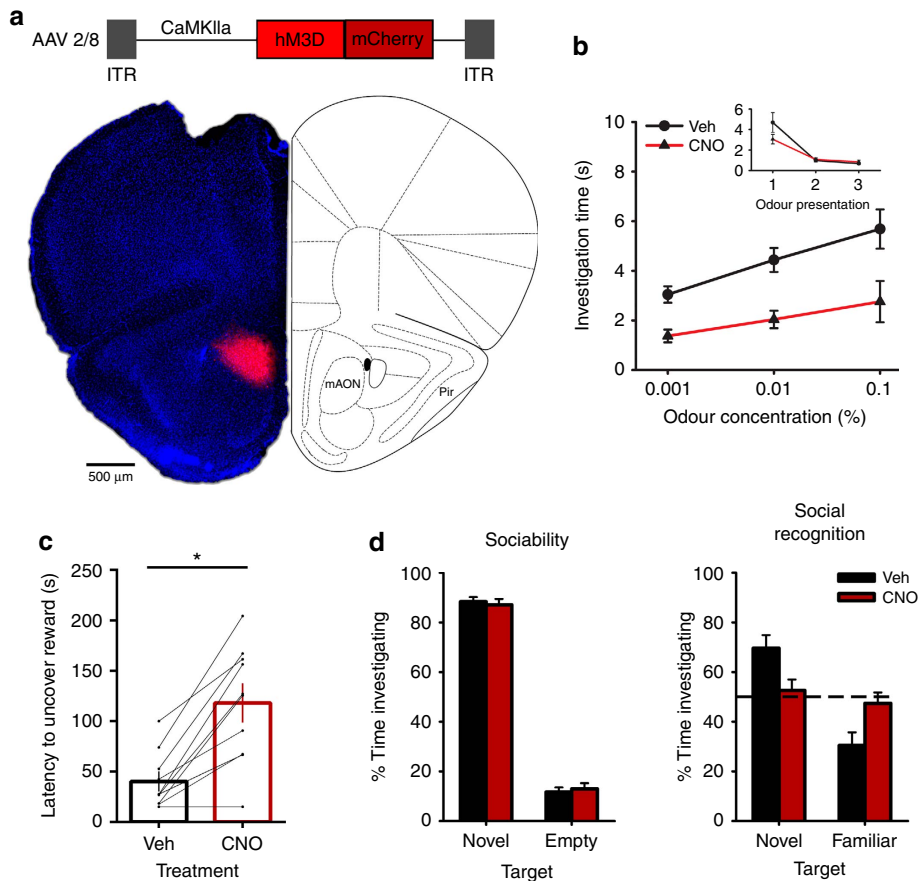 a
AAV 2/8
CaMKIIa
hM3D
mCherry
ITR
ITR
mAON
Pir
500 μm
b
Veh
CNO
6
4
2
0
1 2 3
Odour presentation
10
8
6
4
2
0
Investigation time (s)
0.001 0.01 0.1
Odour concentration (%)
c
*
250
200
150
100
50
0
Latency to uncover reward (s)
Veh CNO
Treatment
d
Sociability
100
80
60
40
20
0
% Time investigating
Novel Empty
Target
Social
recognition
Veh
CNO
100
80
60
40
20
0
% Time investigating
Novel Familiar
Target